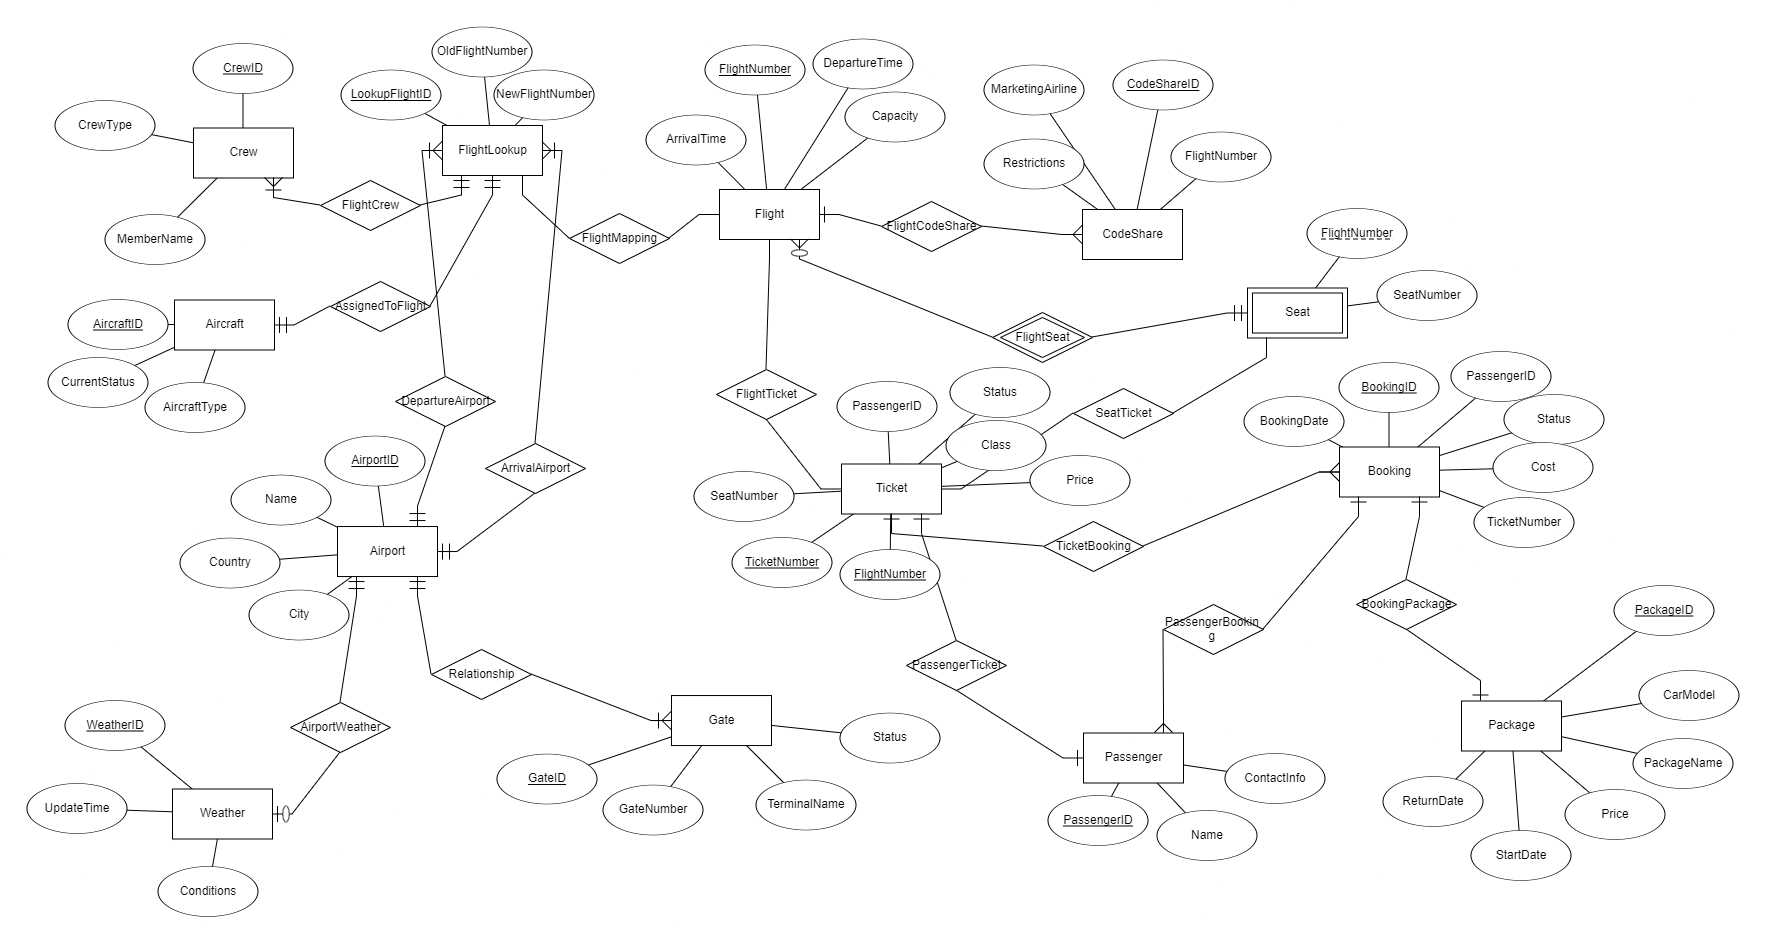 OldFlightNumber
CrewID
LookupFlightID
NewFlightNumber
CrewType
Crew
FlightLookup
FlightCrew
MemberName
FlightNumber
DepartureTime
Capacity
ArrivalTime
Flight
FlightMapping
MarketingAirline
CodeShareID
Restrictions
FlightNumber
FlightCodeShare
CodeShare
FlightNumber
SeatNumber
Seat
FlightSeat
AssignedToFlight
AircraftID
Aircraft
CurrentStatus
AircraftType
DepartureAirport
ArrivalAirport
FlightTicket
PassengerID
Status
Class
SeatTicket
Price
SeatNumber
Ticket
TicketNumber
FlightNumber
TicketBooking
BookingID
PassengerID
BookingDate
Status
Booking
Cost
TicketNumber
AirportID
Name
Airport
Country
City
Relationship
PassengerTicket
PassengerBookin
g
BookingPackage
PackageID
CarModel
Package
PackageName
ReturnDate
Price
StartDate
WeatherID
AirportWeather
UpdateTime
Weather
Conditions
Gate
Status
GateID
GateNumber
TerminalName
Passenger
ContactInfo
PassengerID
Name